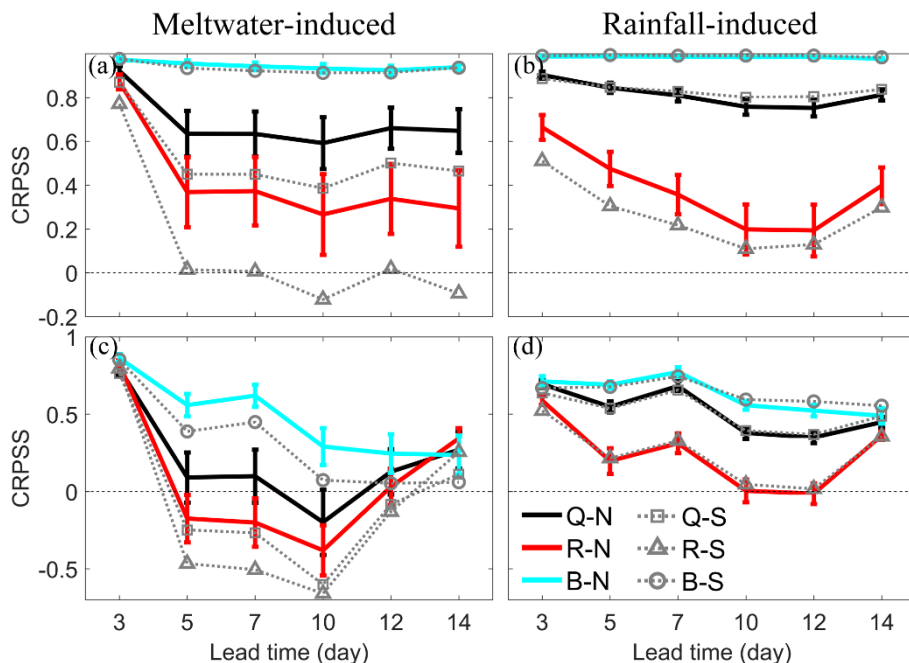 Meltwater-induced Rainfall-induced
(a) (b)
CRPSS
0.8
0.6
0.4
0.2
0
-0.2
(c) (d)
CRPSS
1
0.5
0
-0.5
Q-N Q-S
R-N R-S
B-N B-S
3 5 7 10 12 14 3 5 7 10 12 14
Lead time (day) Lead time (day)